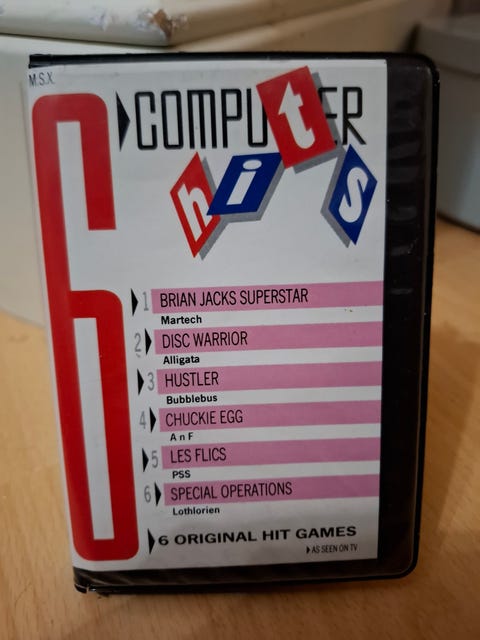 M.S.X.
6 COMPUTER
hits
1 BRIAN JACKS SUPERSTAR
Martech
2 DISC WARRIOR
Alligata
3 HUSTLER
Bubblebus
4 CHUCKIE EGG
A n F
5 LES FLICS
PSS
6 SPECIAL OPERATIONS
Lothlorien
6 ORIGINAL HIT GAMES
AS SEEN ON TV